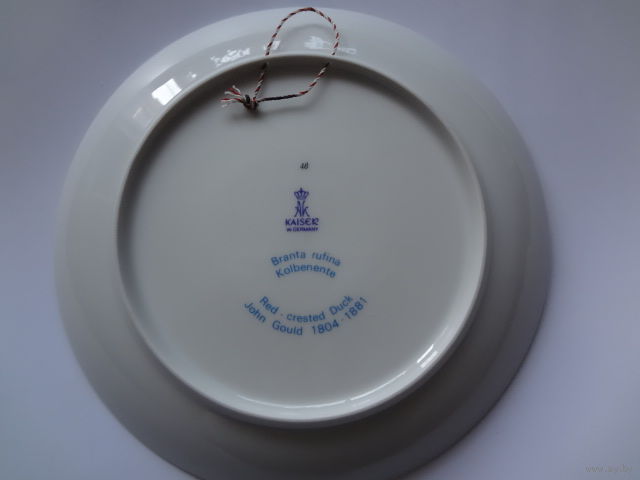 48
KAISER
W. GERMANY
Branta rufina
Kolbenente
Red - crested Duck
John Gould 1804 - 1881